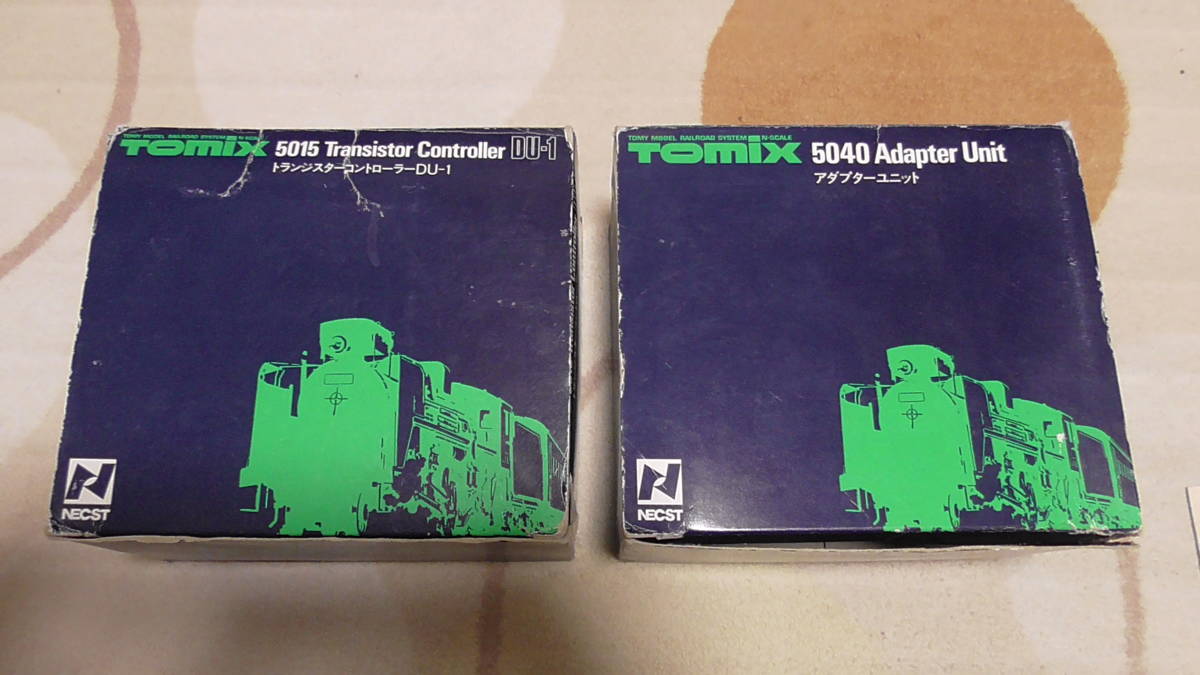 TOMY MODEL RAILROAD SYSTEM N-SCALE
TOMIX 5015 Transistor Controller DU-1
トランジスターコントローラーDU-1
NECST
TOMY MODEL RAILROAD SYSTEM N-SCALE
TOMIX 5040 Adapter Unit
アダプターユニット
NECST